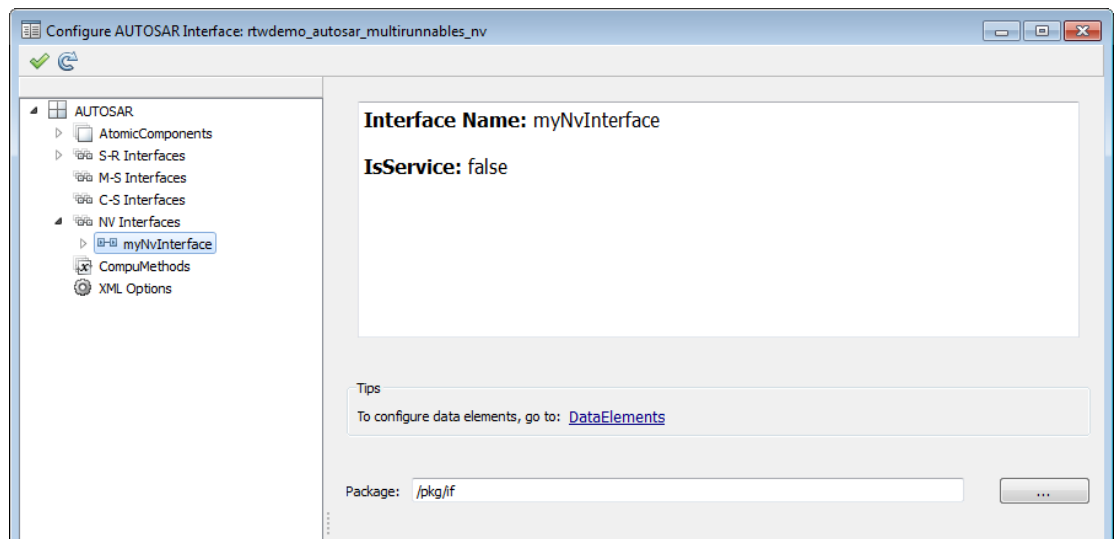 Configure AUTOSAR Interface: rtwdemo_autosar_multirunnables_nv
AUTOSAR
AtomicComponents
S-R Interfaces
M-S Interfaces
C-S Interfaces
NV Interfaces
myNvInterface
CompuMethods
XML Options
Interface Name: myNvInterface
IsService: false
Tips
To configure data elements, go to: DataElements
Package: /pkg/if
...